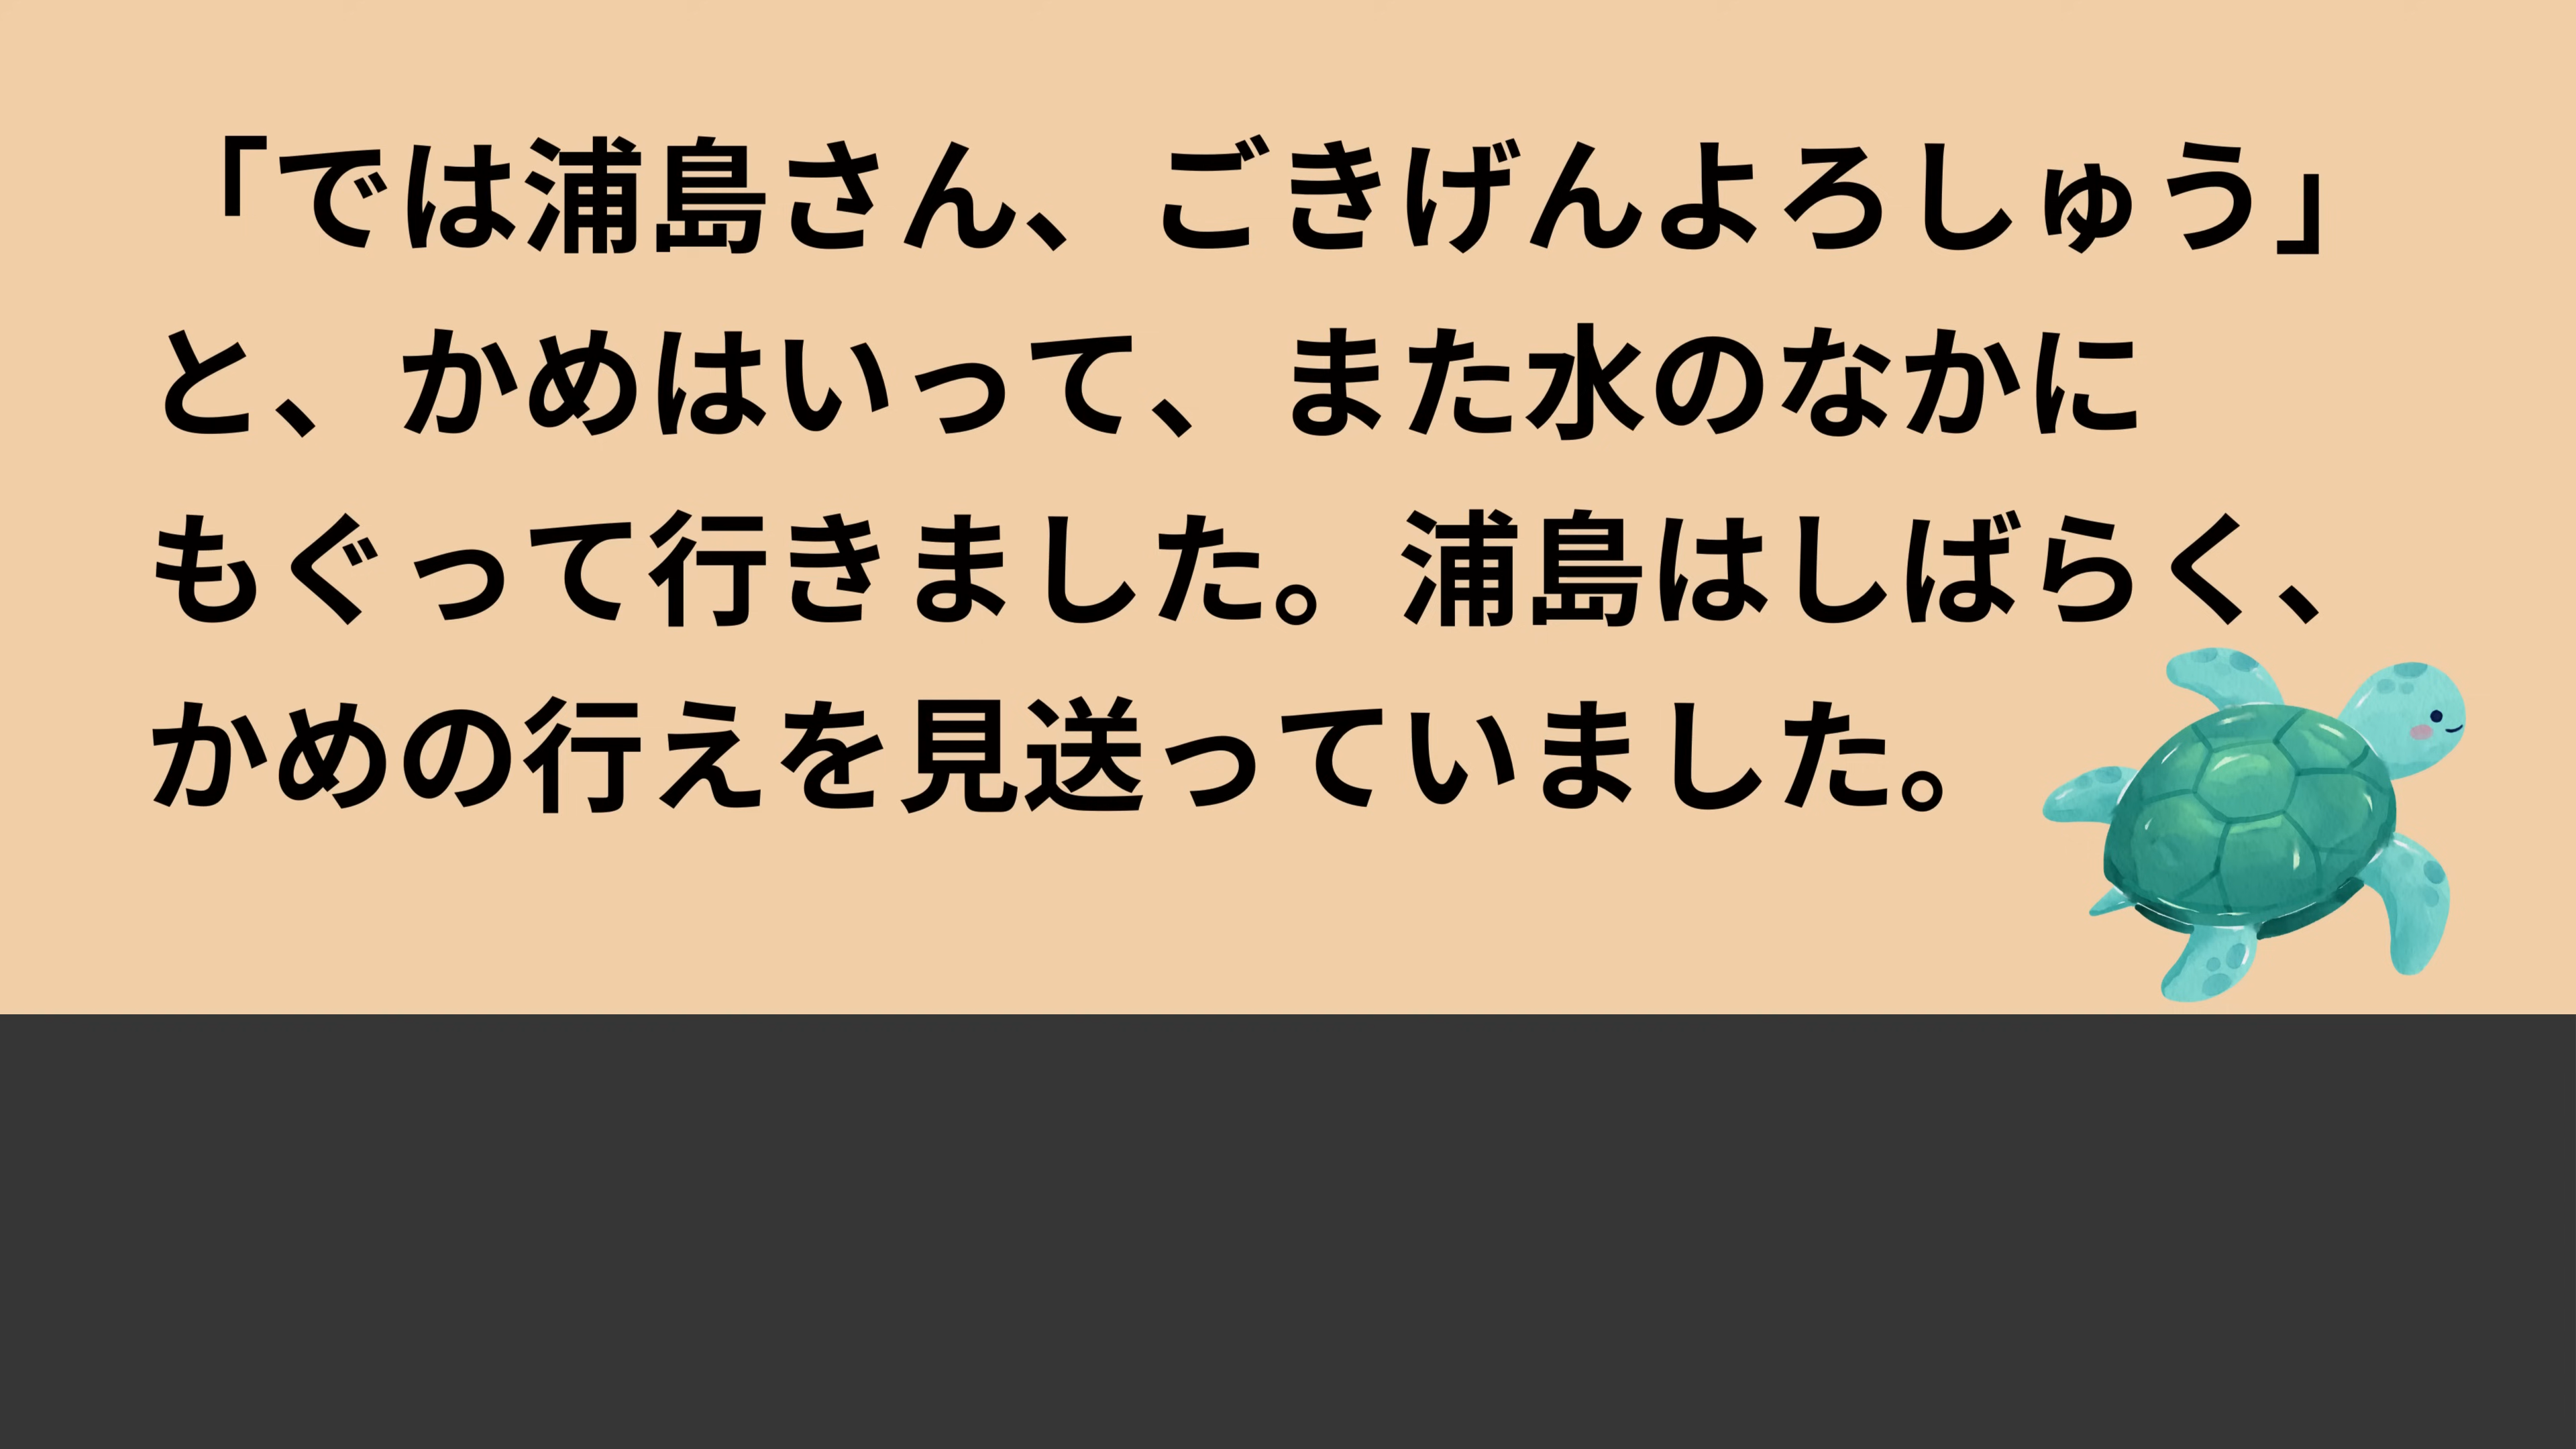 「では浦島さん、ごきげんよろしゅう」
と、かめはいって、また水のなかに
もぐって行きました。浦島はしばらく、
かめの行えを見送っていました。